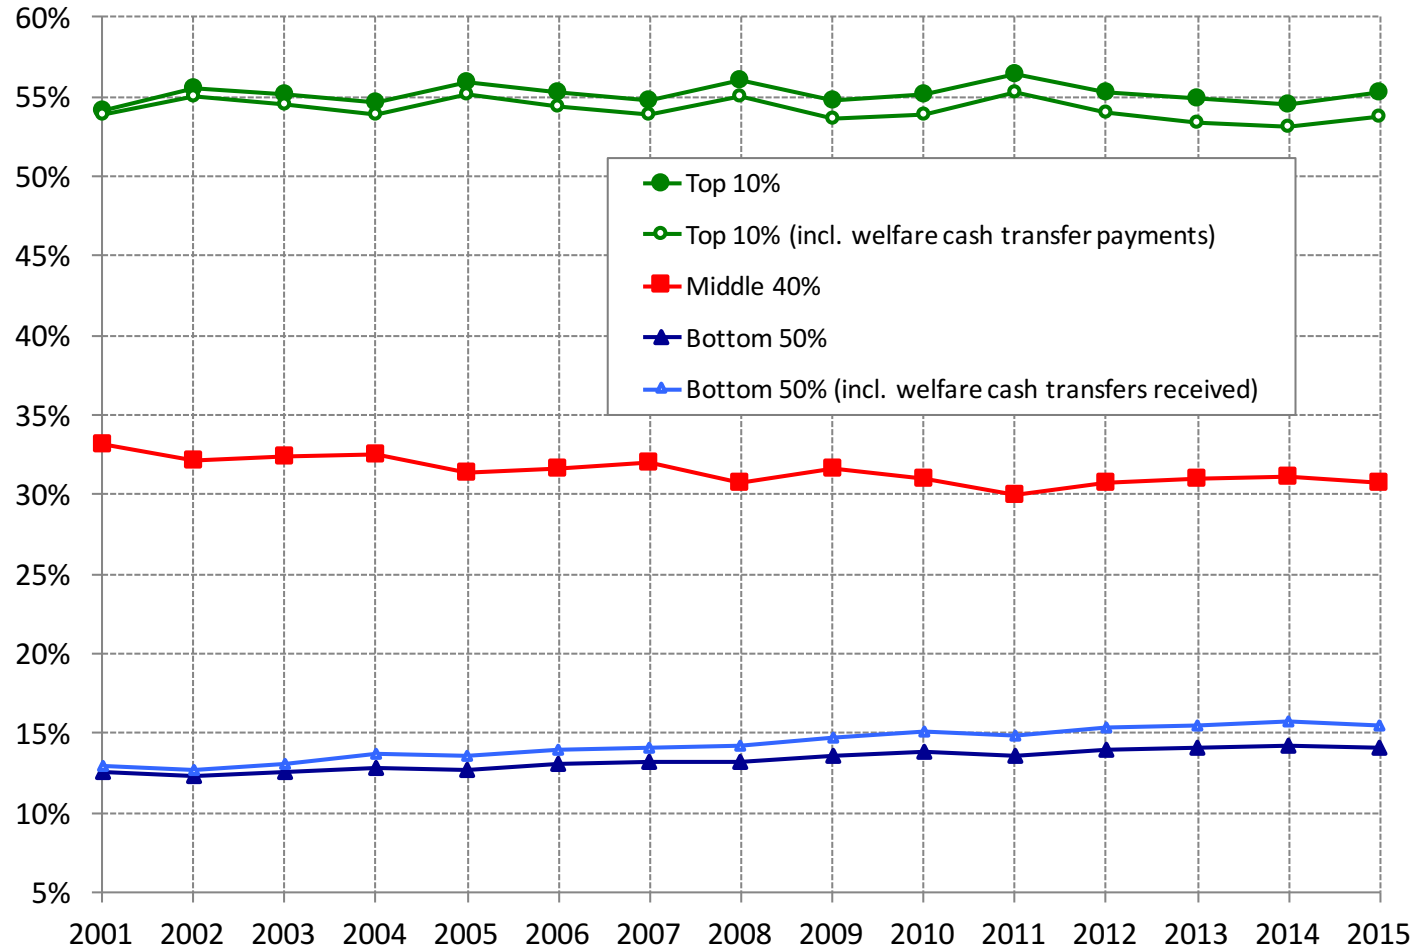 60%
55%
50%
45%
40%
35%
30%
25%
20%
15%
10%
5%
Top 10%
Top 10% (incl. welfare cash transfer payments)
Middle 40%
Bottom 50%
Bottom 50% (incl. welfare cash transfers received)
2001 2002 2003 2004 2005 2006 2007 2008 2009 2010 2011 2012 2013 2014 2015